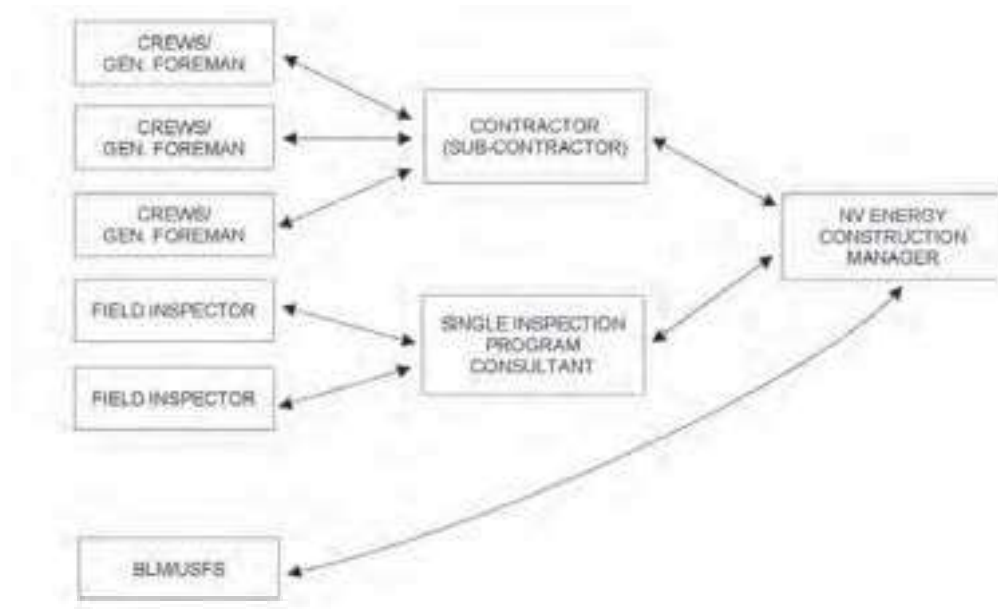 CREWS/
GEN. FOREMAN
CREWS/
GEN. FOREMAN
CREWS/
GEN. FOREMAN
FIELD INSPECTOR
FIELD INSPECTOR
BLM/USFS
CONTRACTOR
(SUB-CONTRACTOR)
SINGLE INSPECTION
PROGRAM
CONSULTANT
NV ENERGY
CONSTRUCTION
MANAGER